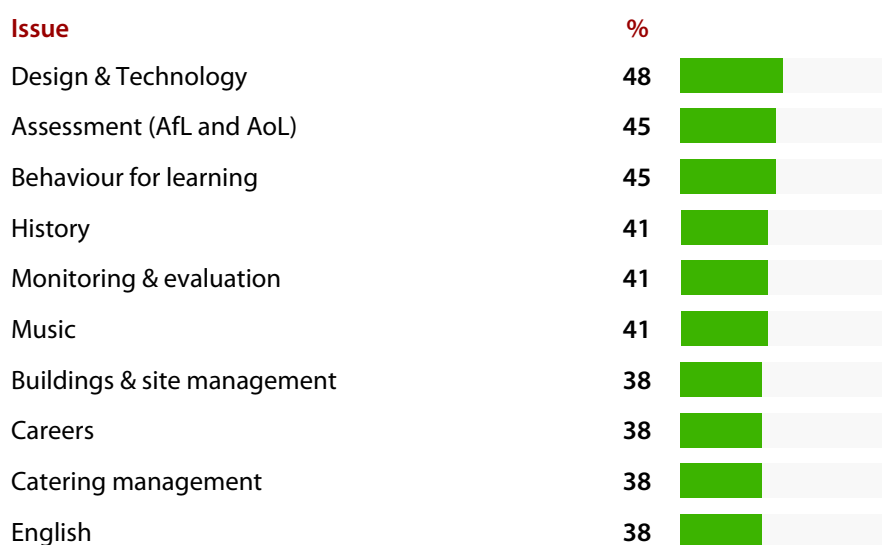 Issue %
Design & Technology 48
Assessment (AfL and AoL) 45
Behaviour for learning 45
History 41
Monitoring & evaluation 41
Music 41
Buildings & site management 38
Careers 38
Catering management 38
English 38